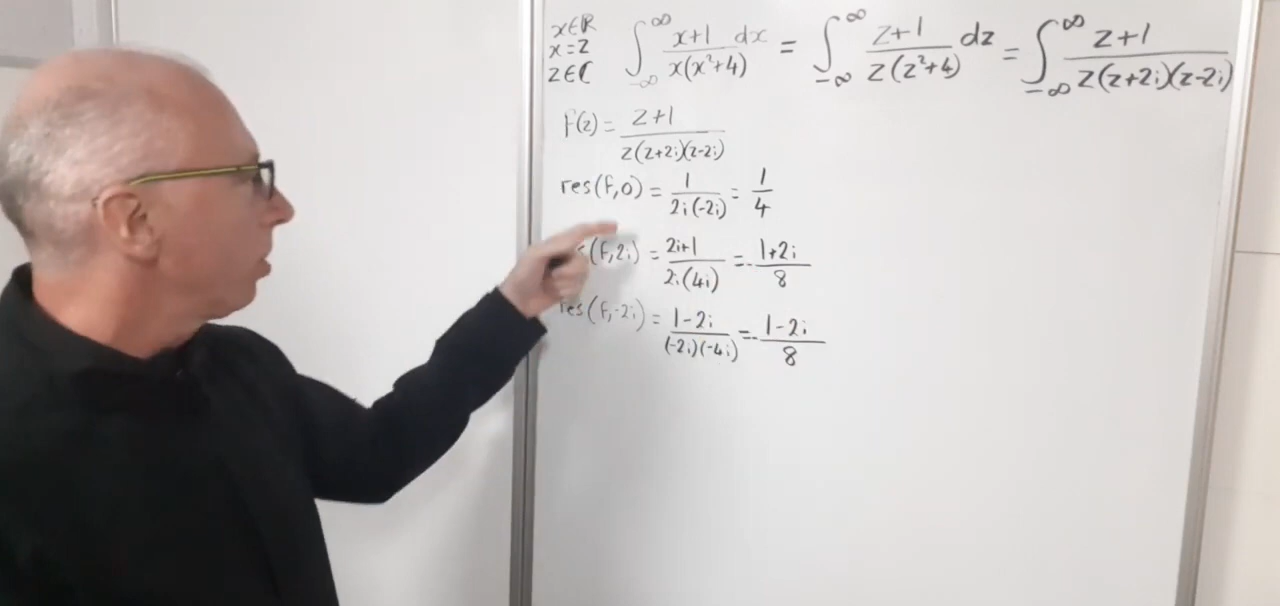 x∈ℝ
x=z
z∈ℂ
∫_{-∞}^{∞} (x+1)/(x(x²+4)) dx = ∫_{-∞}^{∞} (z+1)/(z(z²+4)) dz = ∫_{-∞}^{∞} (z+1)/(z(z+2i)(z-2i))
f(z) = (z+1)/(z(z+2i)(z-2i))
res(f,0) = 1/(2i(-2i)) = 1/4
s(f,2i) = (2i+1)/(2i(4i)) = -(1+2i)/8
res(f,-2i) = (1-2i)/((-2i)(-4i)) = -(1-2i)/8